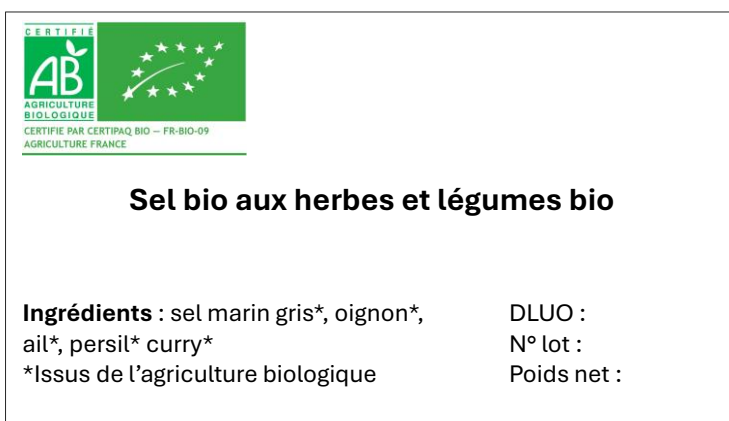 CERTIFIÉ
AB
AGRICULTURE
BIOLOGIQUE
CERTIFIE PAR CERTIPAQ BIO – FR-BIO-09
AGRICULTURE FRANCE
Sel bio aux herbes et légumes bio
Ingrédients : sel marin gris*, oignon*,
ail*, persil* curry*
*Issus de l’agriculture biologique
DLUO :
N° lot :
Poids net :